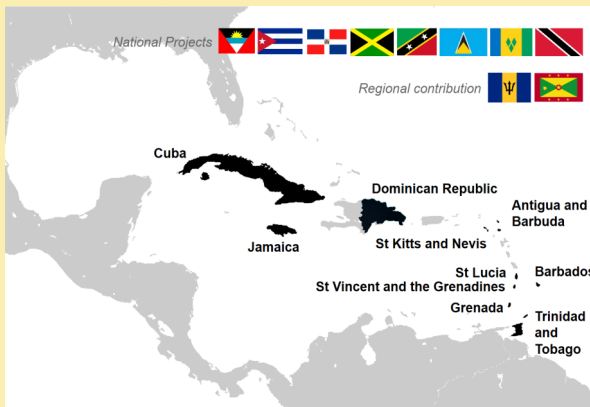 National Projects
Regional contribution
Cuba
Dominican Republic
Antigua and
Barbuda
Jamaica
St Kitts and Nevis
St Lucia
Barbados
St Vincent and the Grenadines
Grenada
Trinidad
and
Tobago